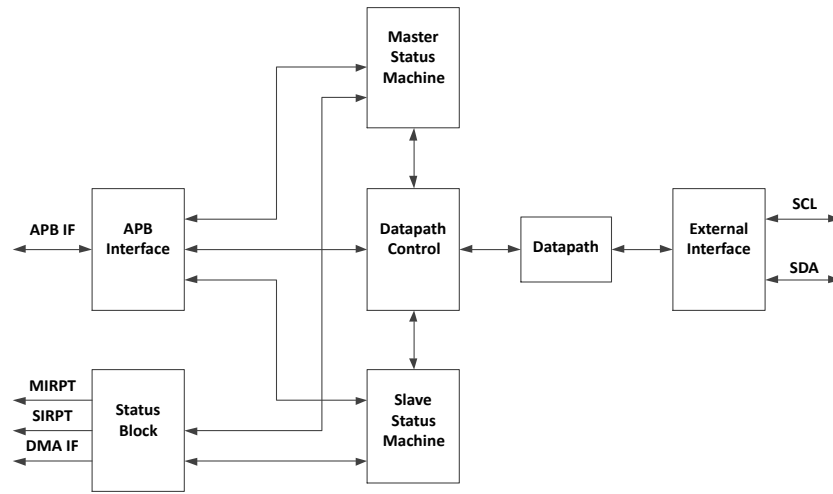 Master
Status
Machine
APB IF
APB
Interface
Datapath
Control
Datapath
External
Interface
SCL
SDA
MIRPT
SIRPT
DMA IF
Status
Block
Slave
Status
Machine